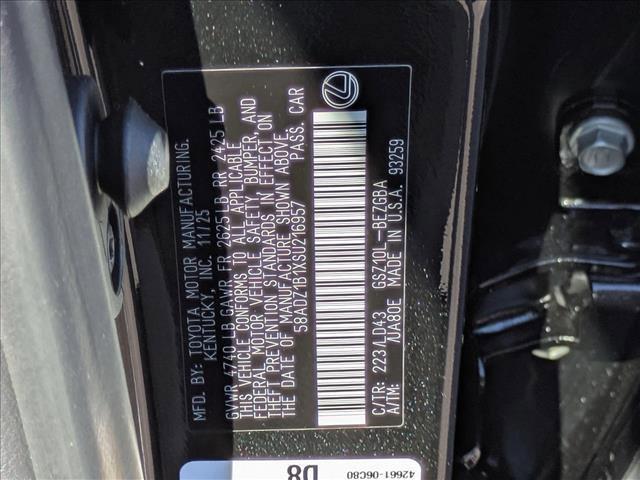 MFD. BY: TOYOTA MOTOR MANUFACTURING.
KENTUCKY, INC. 11/25
GVWR 4740 LB GAWR FR 2625 LB RR 2425 LB
THIS VEHICLE CONFORMS TO ALL APPLICABLE
FEDERAL MOTOR VEHICLE SAFETY, BUMPER, AND
THEFT PREVENTION STANDARDS IN EFFECT ON
THE DATE OF MANUFACTURE SHOWN ABOVE.
58ADZ1B1XSU216957 PASS. CAR
C/TR: 223 /LD43 GSZ10 -BEZGBA
A/TM: /UA80E MADE IN U.S.A. 93259
D8
42661-06C80